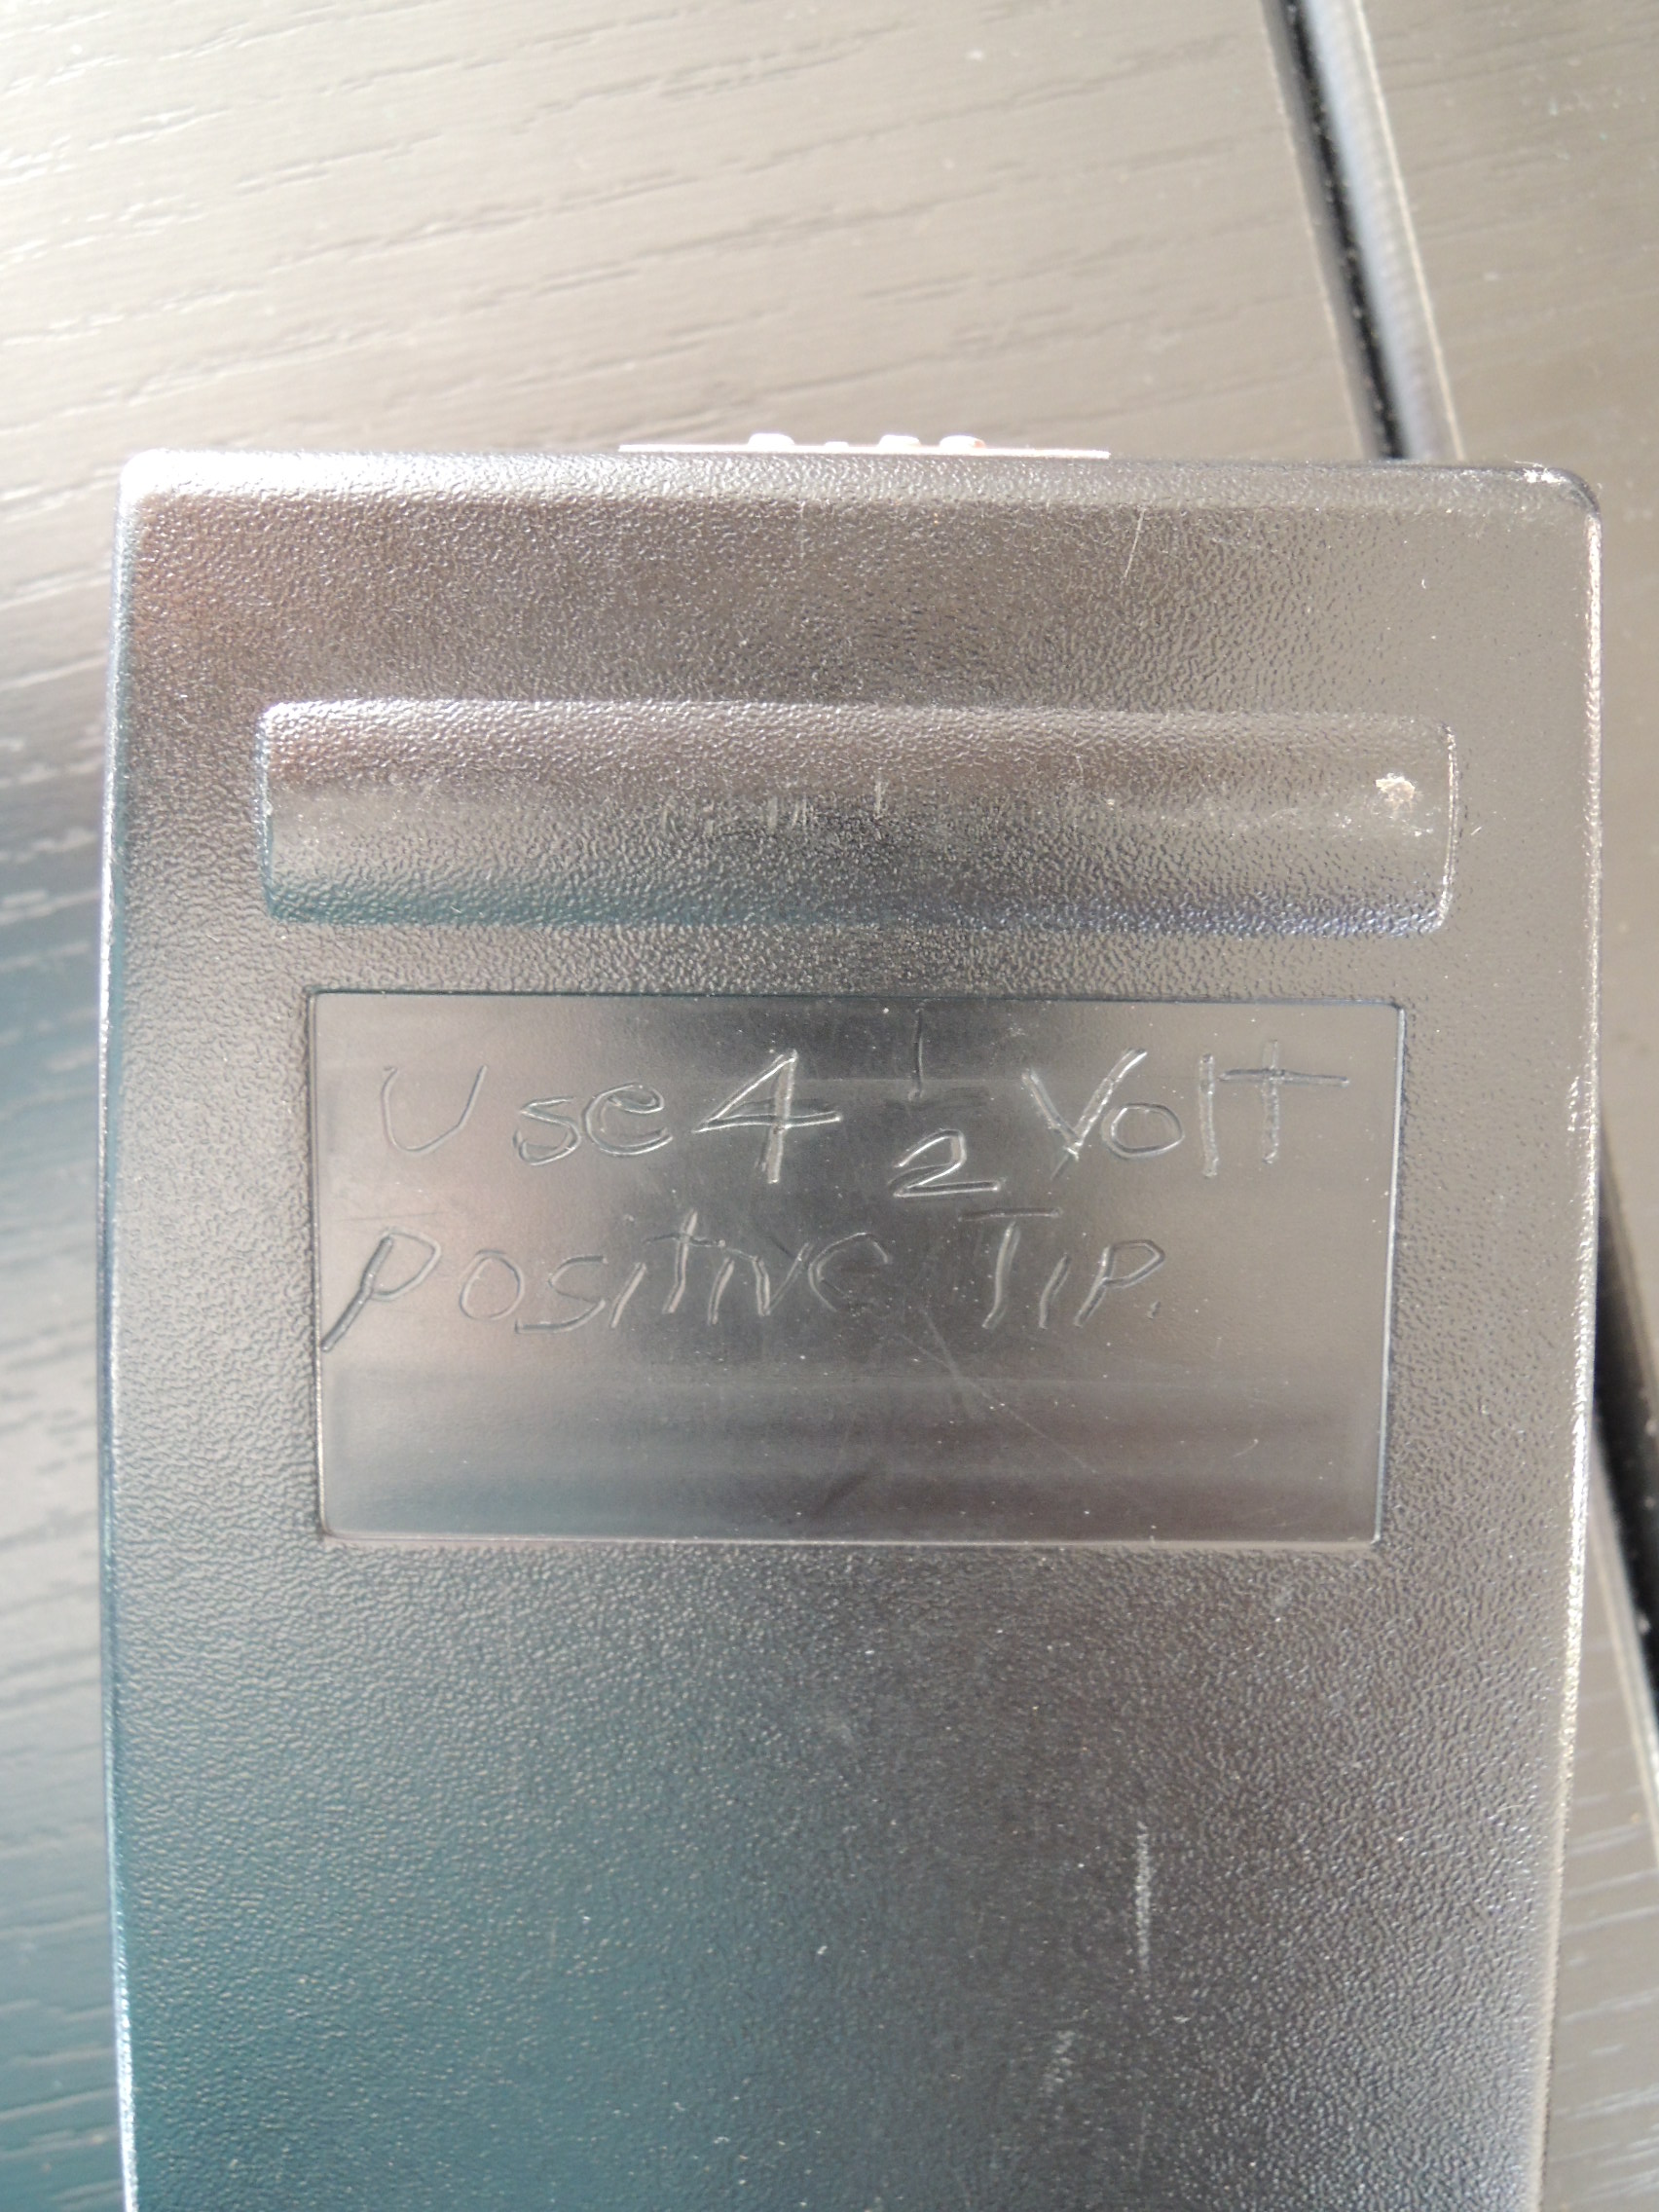 Use 4 1/2 Volt
Positive Tip.